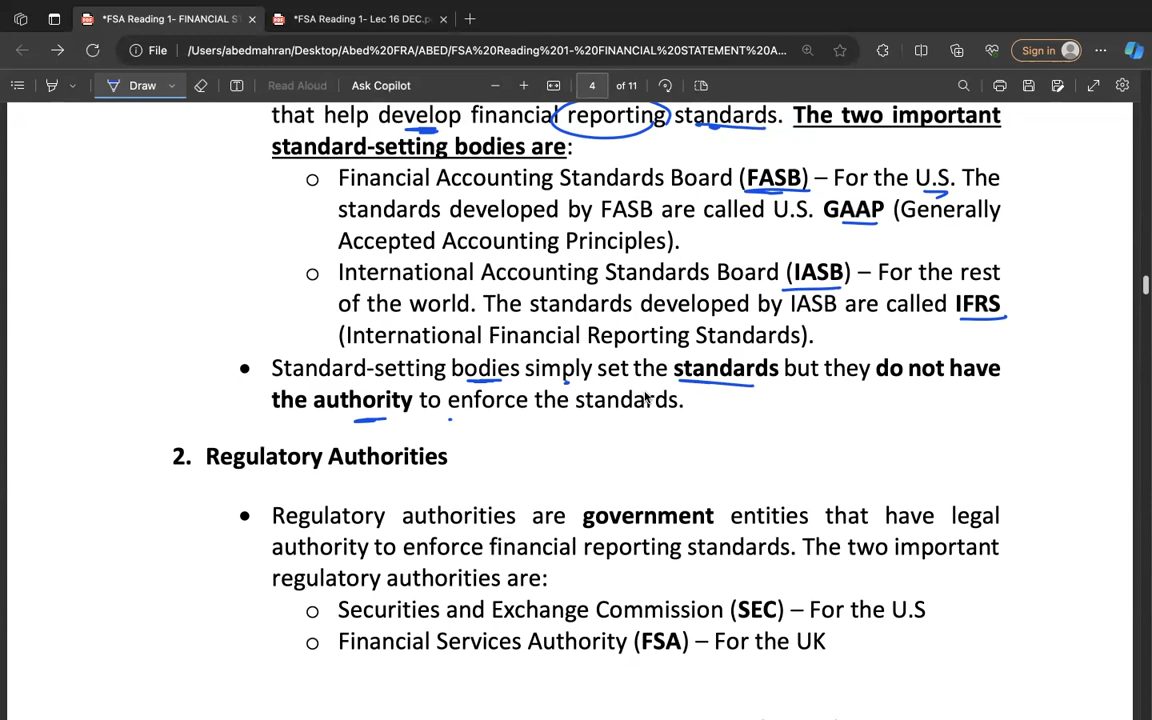 *FSA Reading 1- FINANCIAL S
*FSA Reading 1- Lec 16 DEC.p
File
/Users/abedmahran/Desktop/Abed%20FRA/ABED/FSA%20Reading%201-%20FINANCIAL%20STATEMENT%20A...
Sign in
Draw
Read Aloud
Ask Copilot
4 of 11
that help develop financial reporting standards. The two important
standard-setting bodies are:
o Financial Accounting Standards Board (FASB) – For the U.S. The
standards developed by FASB are called U.S. GAAP (Generally
Accepted Accounting Principles).
o International Accounting Standards Board (IASB) – For the rest
of the world. The standards developed by IASB are called IFRS
(International Financial Reporting Standards).
• Standard-setting bodies simply set the standards but they do not have
the authority to enforce the standards.
2. Regulatory Authorities
• Regulatory authorities are government entities that have legal
authority to enforce financial reporting standards. The two important
regulatory authorities are:
o Securities and Exchange Commission (SEC) – For the U.S
o Financial Services Authority (FSA) – For the UK